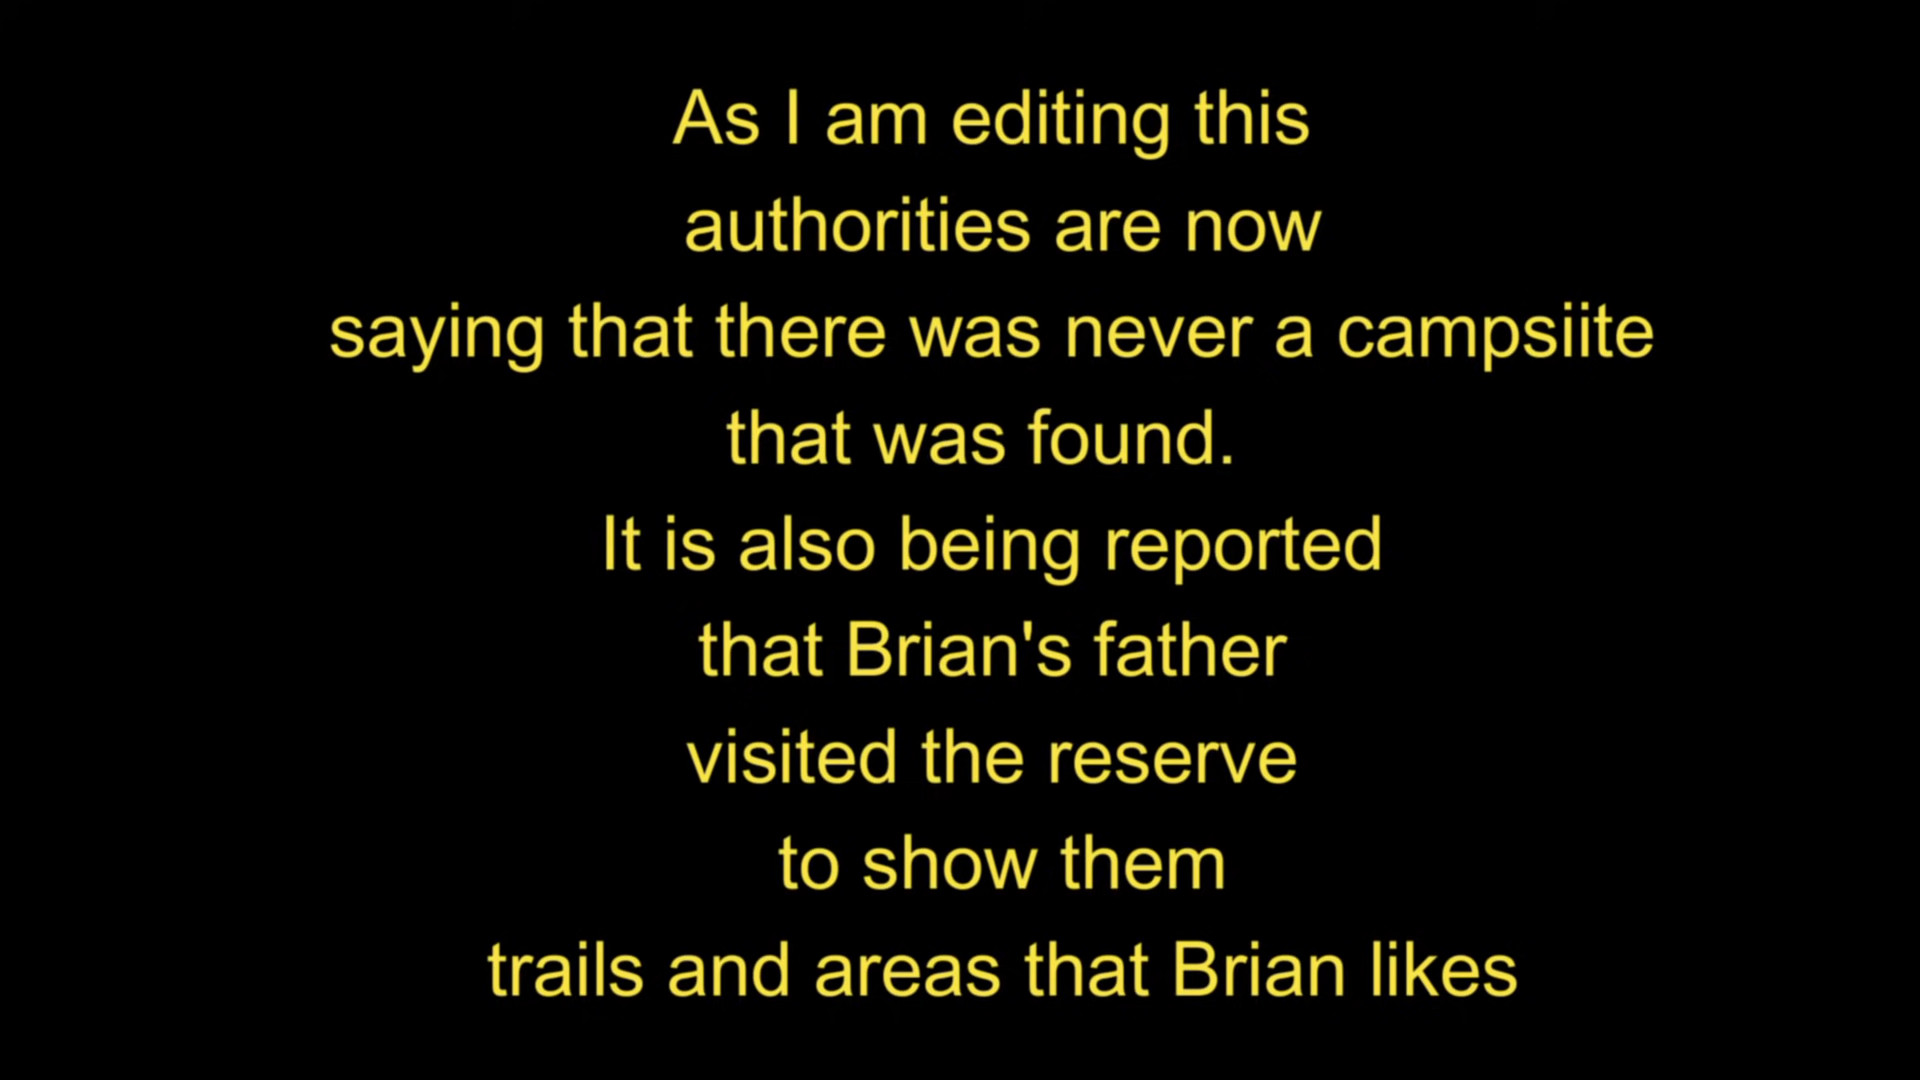 As I am editing this
authorities are now
saying that there was never a campsiite
that was found.
It is also being reported
that Brian's father
visited the reserve
to show them
trails and areas that Brian likes